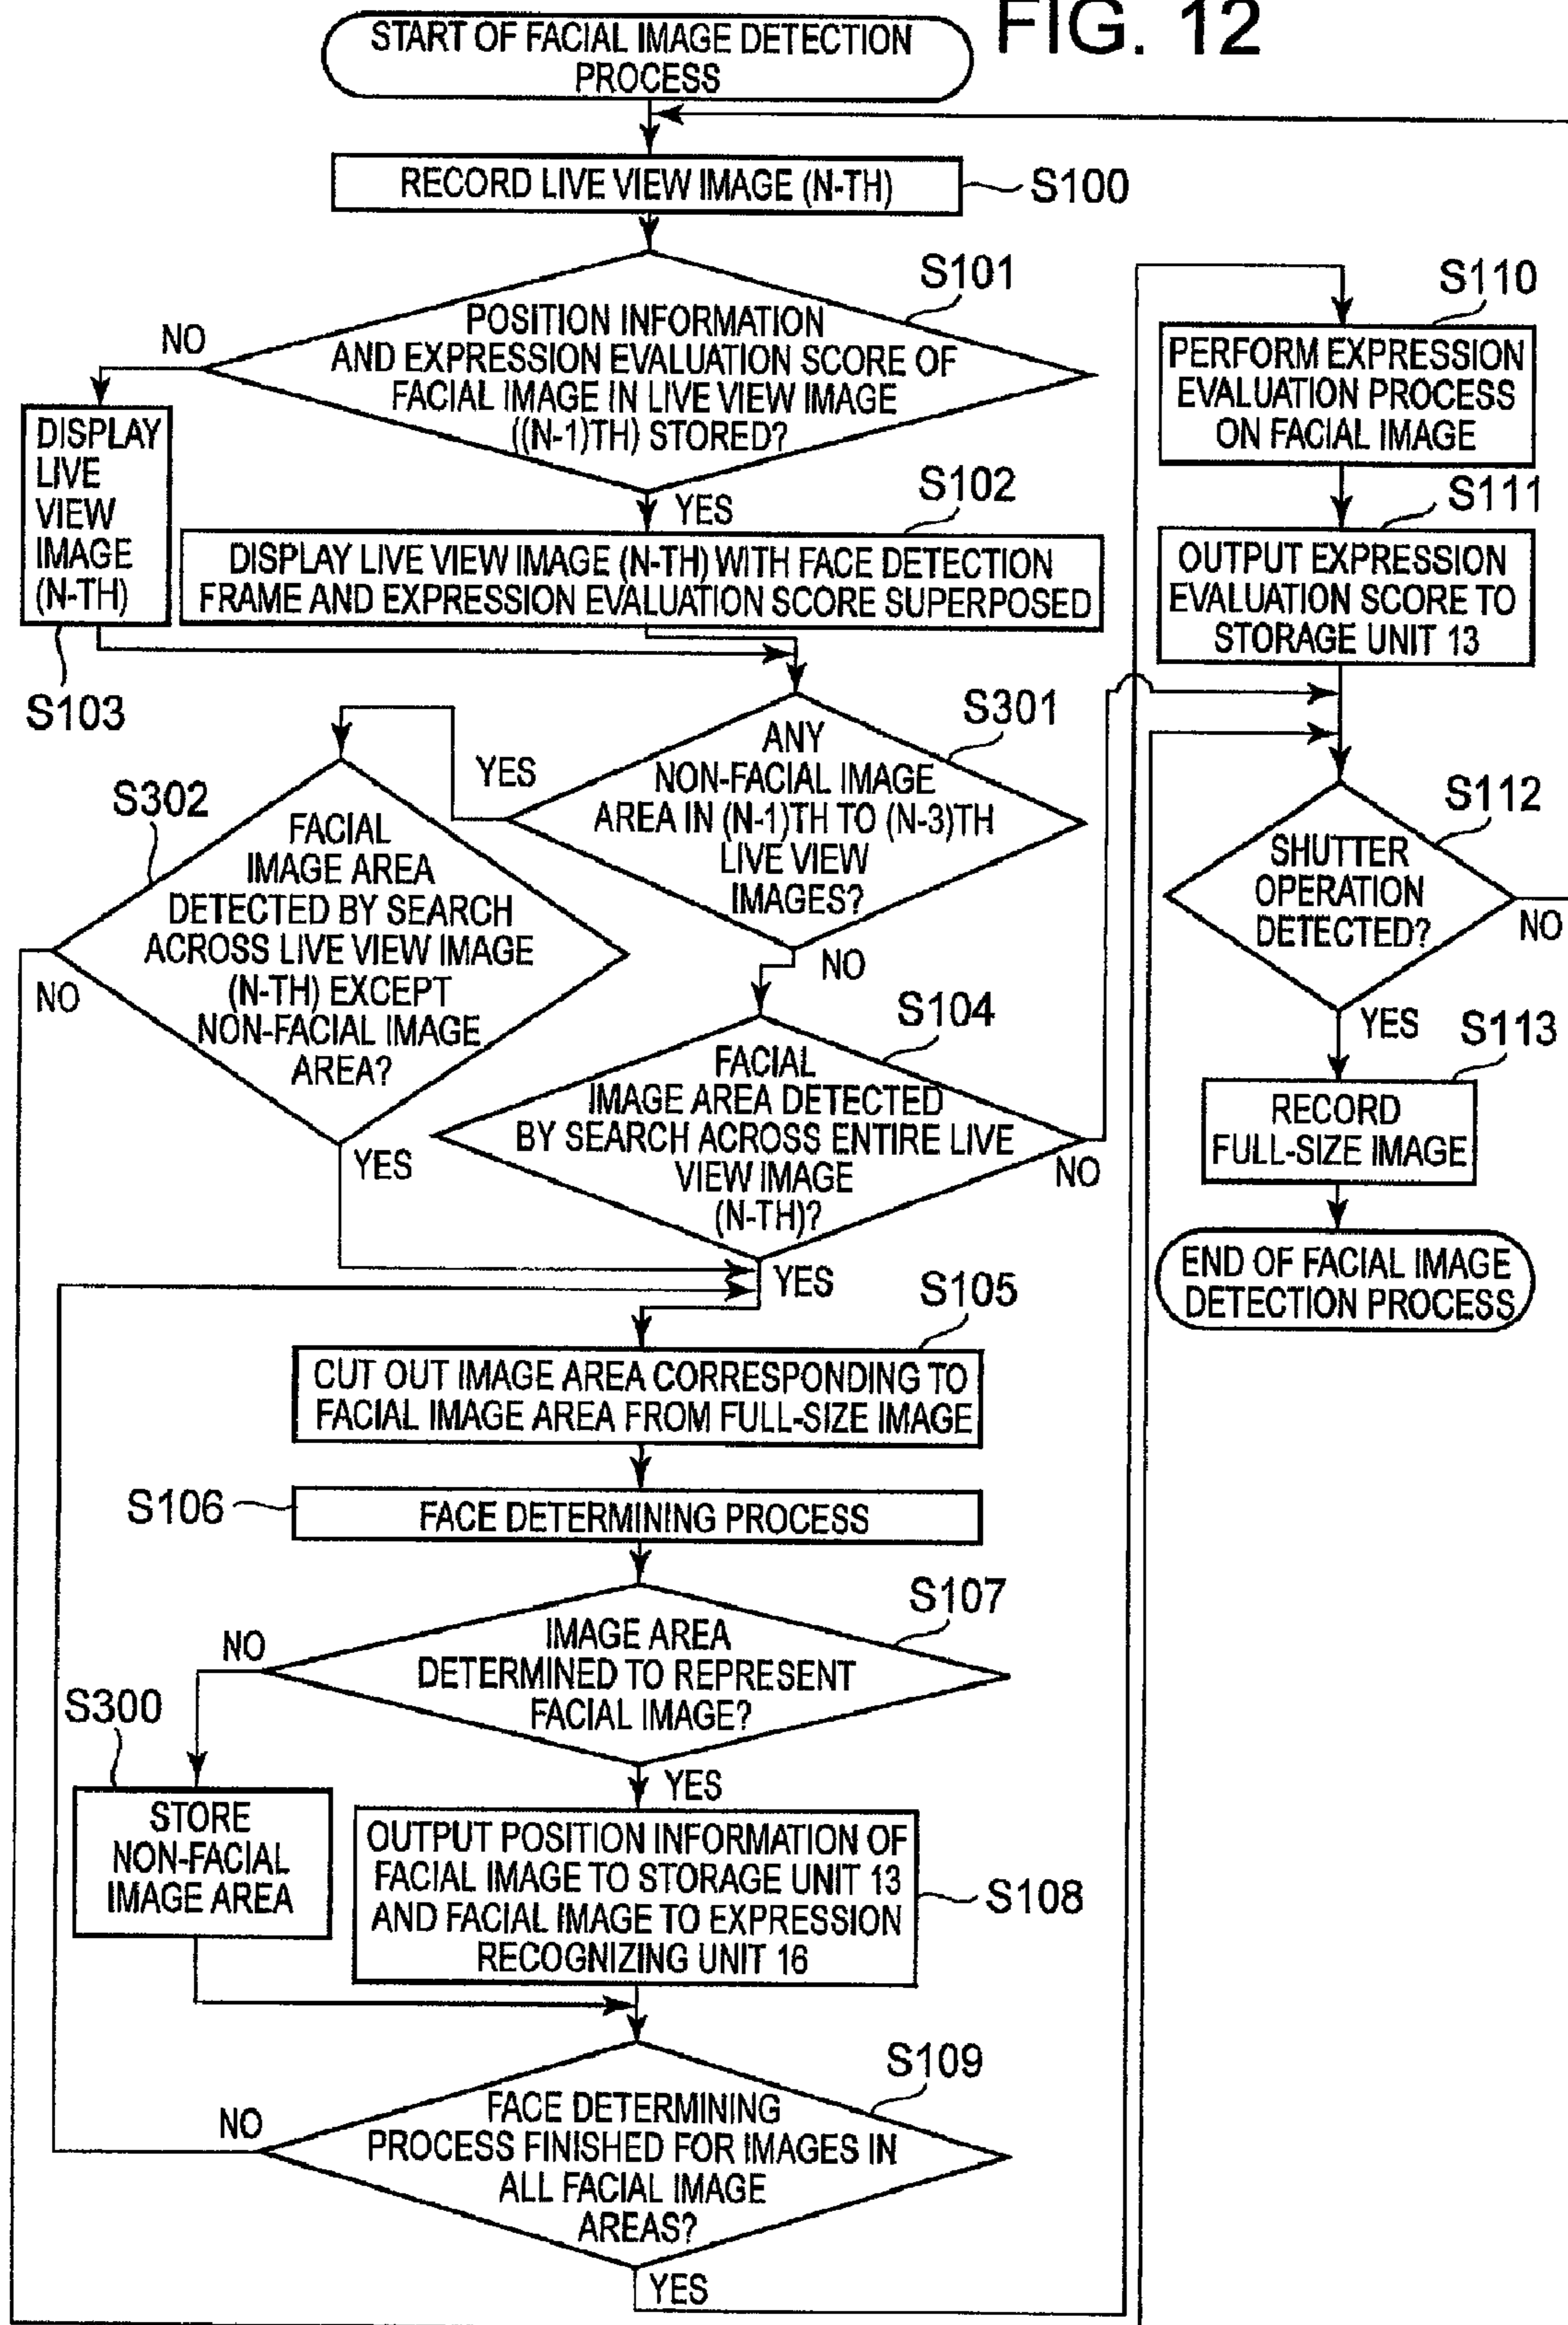 FIG. 12
START OF FACIAL IMAGE DETECTION
PROCESS
RECORD LIVE VIEW IMAGE (N-TH)
S100
S101
POSITION INFORMATION
AND EXPRESSION EVALUATION SCORE OF
FACIAL IMAGE IN LIVE VIEW IMAGE
((N-1)TH) STORED?
NO
YES
DISPLAY
LIVE
VIEW
IMAGE
(N-TH)
S103
S102
DISPLAY LIVE VIEW IMAGE (N-TH) WITH FACE DETECTION
FRAME AND EXPRESSION EVALUATION SCORE SUPERPOSED
S301
ANY
NON-FACIAL IMAGE
AREA IN (N-1)TH TO (N-3)TH
LIVE VIEW
IMAGES?
YES
NO
S302
FACIAL
IMAGE AREA
DETECTED BY SEARCH
ACROSS LIVE VIEW IMAGE
(N-TH) EXCEPT
NON-FACIAL IMAGE
AREA?
NO
YES
S104
FACIAL
IMAGE AREA DETECTED
BY SEARCH ACROSS ENTIRE LIVE
VIEW IMAGE
(N-TH)?
NO
YES
S105
CUT OUT IMAGE AREA CORRESPONDING TO
FACIAL IMAGE AREA FROM FULL-SIZE IMAGE
S106
FACE DETERMINING PROCESS
S107
IMAGE AREA
DETERMINED TO REPRESENT
FACIAL IMAGE?
NO
YES
S300
STORE
NON-FACIAL
IMAGE AREA
OUTPUT POSITION INFORMATION OF
FACIAL IMAGE TO STORAGE UNIT 13
AND FACIAL IMAGE TO EXPRESSION
RECOGNIZING UNIT 16
S108
S109
FACE DETERMINING
PROCESS FINISHED FOR IMAGES IN
ALL FACIAL IMAGE
AREAS?
NO
YES
S110
PERFORM EXPRESSION
EVALUATION PROCESS
ON FACIAL IMAGE
S111
OUTPUT EXPRESSION
EVALUATION SCORE TO
STORAGE UNIT 13
S112
SHUTTER
OPERATION
DETECTED?
NO
YES
S113
RECORD
FULL-SIZE IMAGE
END OF FACIAL IMAGE
DETECTION PROCESS